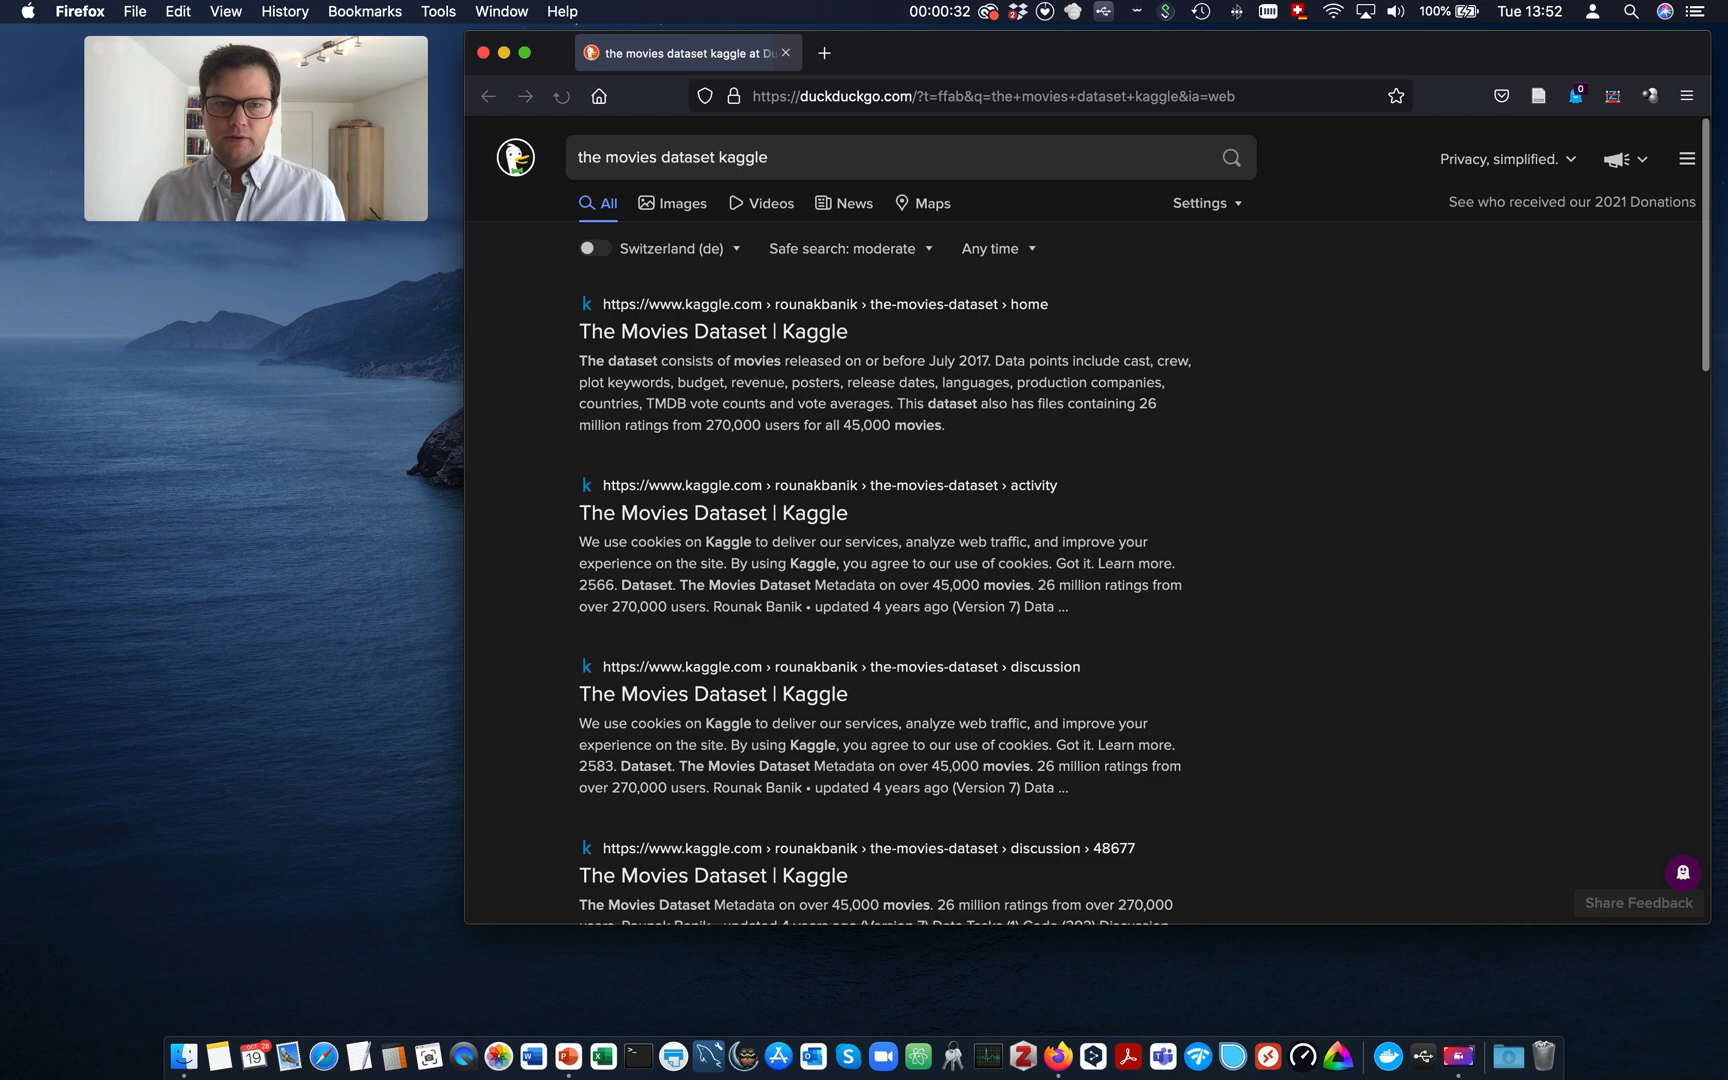 Firefox File Edit View History Bookmarks Tools Window Help 00:00:32 2 100% Tue 13:52
the movies dataset kaggle at Du
https://duckduckgo.com/?t=ffab&q=the+movies+dataset+kaggle&ia=web 0
the movies dataset kaggle
Privacy, simplified.
All Images Videos News Maps Settings
See who received our 2021 Donations
Switzerland (de) Safe search: moderate Any time
k https://www.kaggle.com › rounakbanik › the-movies-dataset › home
The Movies Dataset | Kaggle
The dataset consists of movies released on or before July 2017. Data points include cast, crew,
plot keywords, budget, revenue, posters, release dates, languages, production companies,
countries, TMDB vote counts and vote averages. This dataset also has files containing 26
million ratings from 270,000 users for all 45,000 movies.
k https://www.kaggle.com › rounakbanik › the-movies-dataset › activity
The Movies Dataset | Kaggle
We use cookies on Kaggle to deliver our services, analyze web traffic, and improve your
experience on the site. By using Kaggle, you agree to our use of cookies. Got it. Learn more.
2566. Dataset. The Movies Dataset Metadata on over 45,000 movies. 26 million ratings from
over 270,000 users. Rounak Banik • updated 4 years ago (Version 7) Data ...
k https://www.kaggle.com › rounakbanik › the-movies-dataset › discussion
The Movies Dataset | Kaggle
We use cookies on Kaggle to deliver our services, analyze web traffic, and improve your
experience on the site. By using Kaggle, you agree to our use of cookies. Got it. Learn more.
2583. Dataset. The Movies Dataset Metadata on over 45,000 movies. 26 million ratings from
over 270,000 users. Rounak Banik • updated 4 years ago (Version 7) Data ...
k https://www.kaggle.com › rounakbanik › the-movies-dataset › discussion › 48677
The Movies Dataset | Kaggle
The Movies Dataset Metadata on over 45,000 movies. 26 million ratings from over 270,000
Share Feedback
19